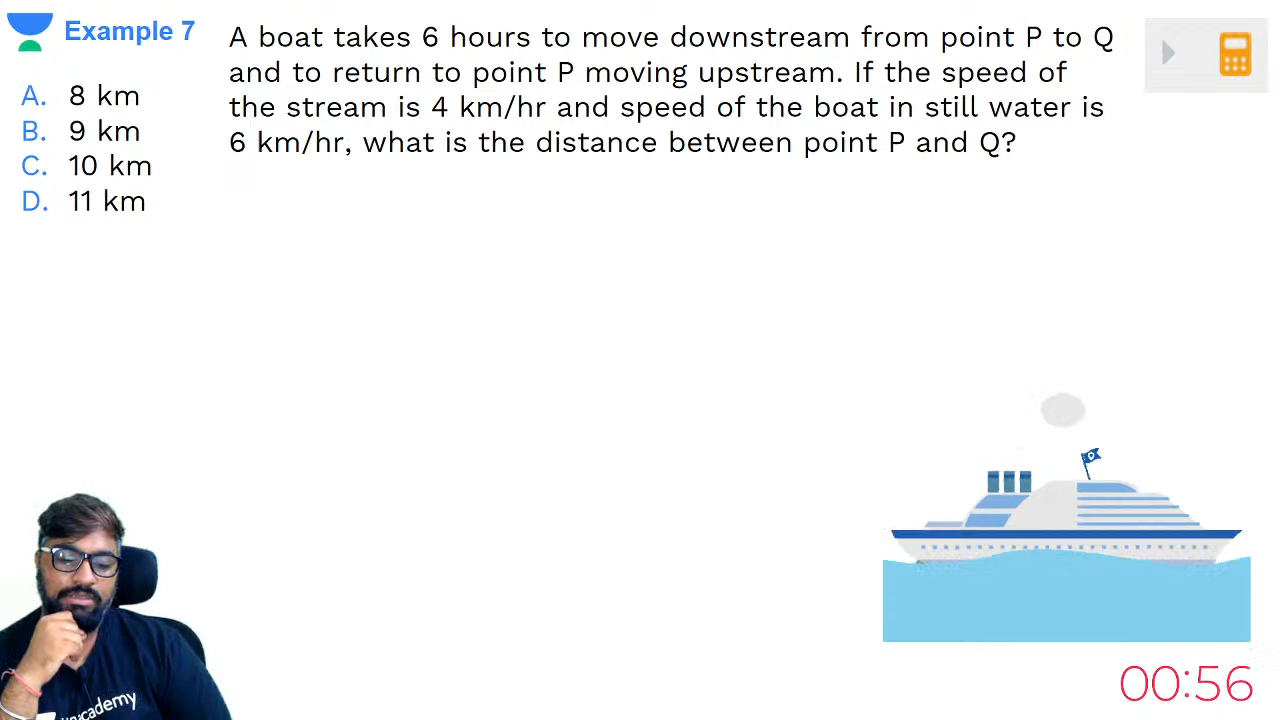 Example 7
A boat takes 6 hours to move downstream from point P to Q
and to return to point P moving upstream. If the speed of
the stream is 4 km/hr and speed of the boat in still water is
6 km/hr, what is the distance between point P and Q?
A. 8 km
B. 9 km
C. 10 km
D. 11 km
00:56